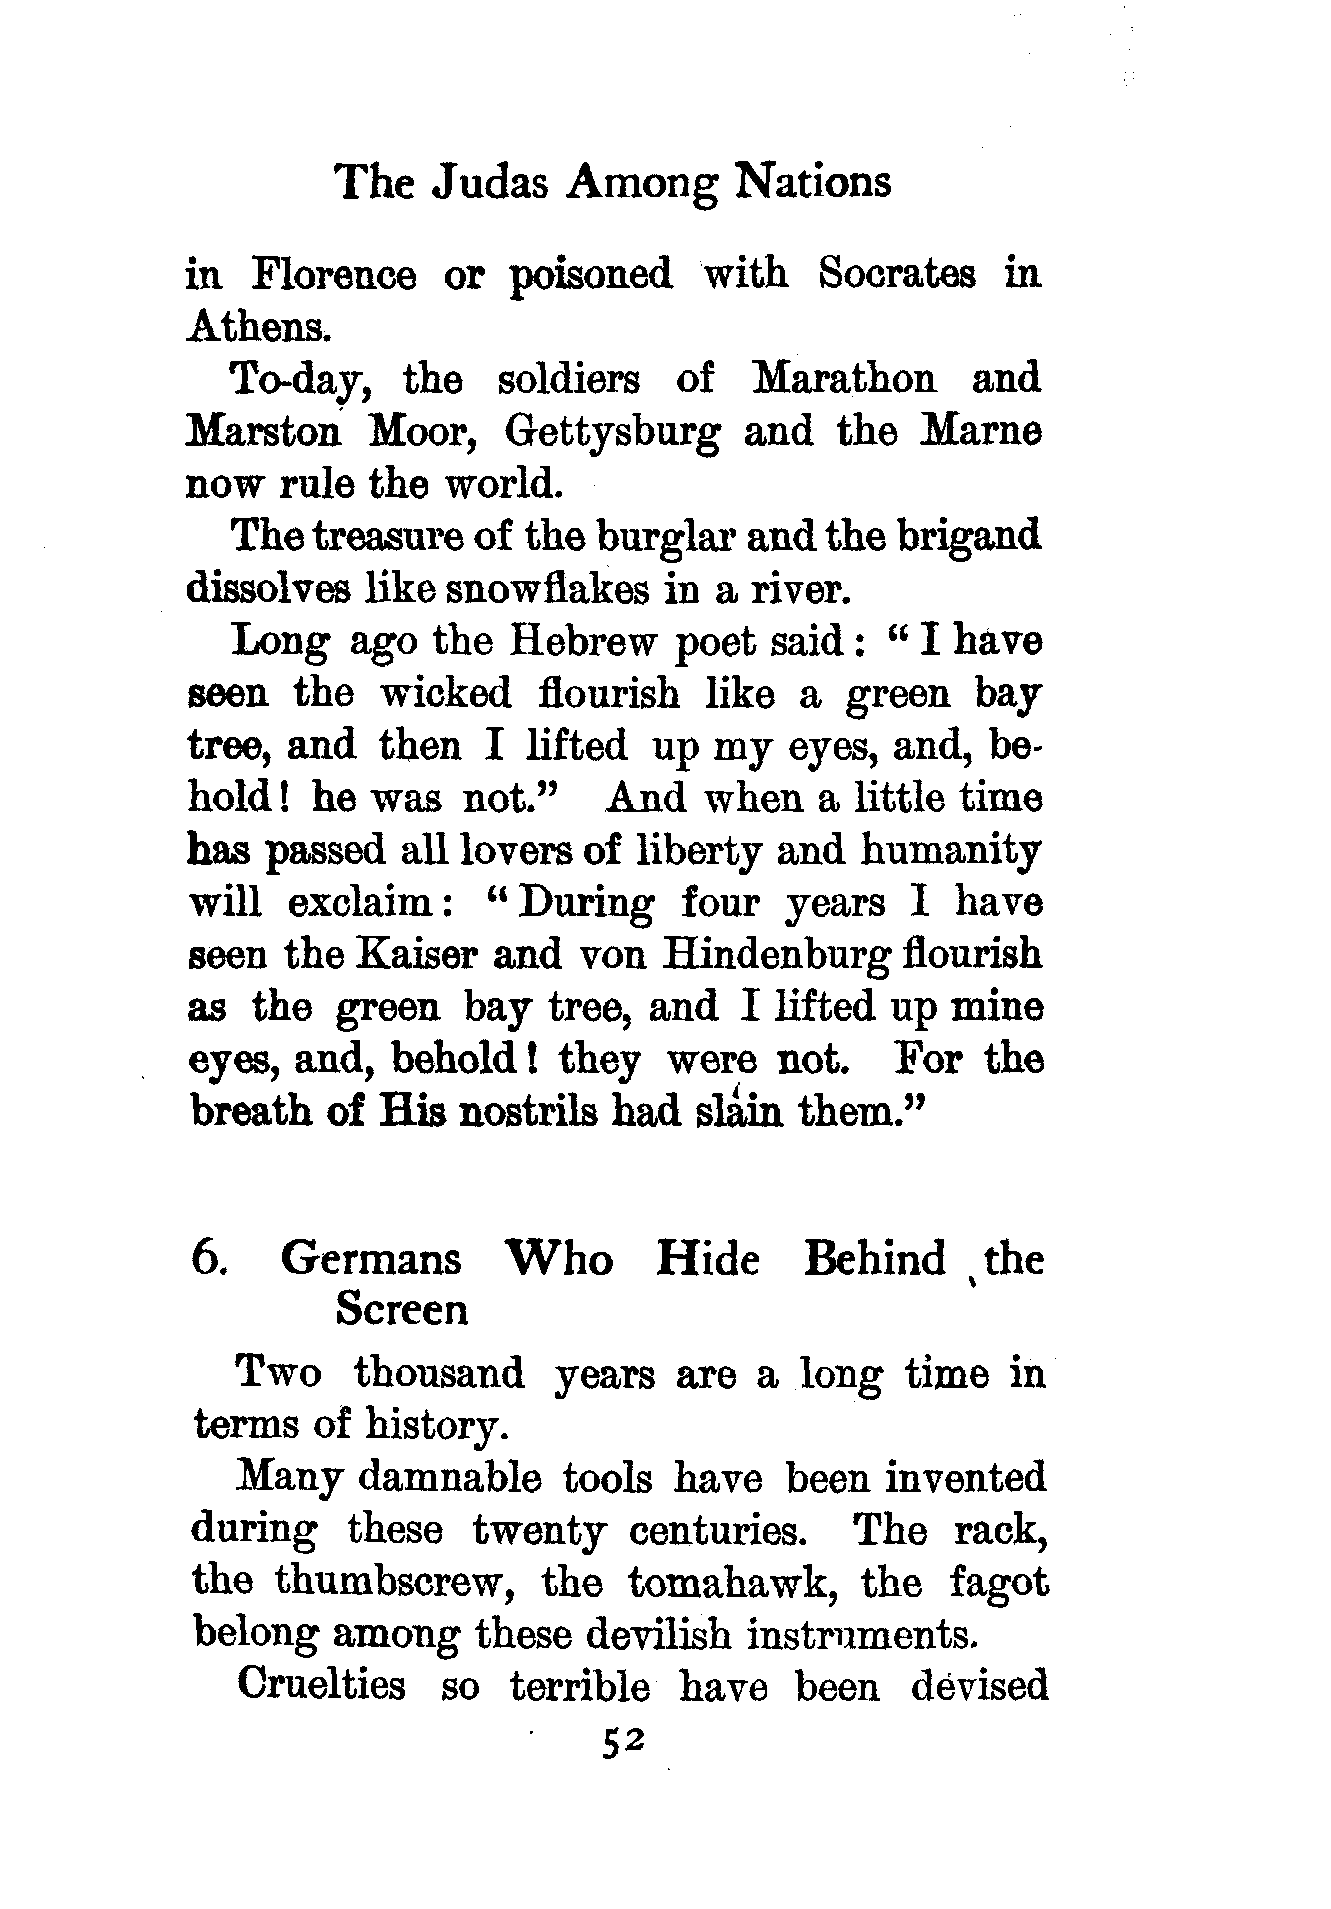 The Judas Among Nations
in Florence or poisoned with Socrates in
Athens.
To-day, the soldiers of Marathon and
Marston Moor, Gettysburg and the Marne
now rule the world.
The treasure of the burglar and the brigand
dissolves like snowflakes in a river.
Long ago the Hebrew poet said: "I have
seen the wicked flourish like a green bay
tree, and then I lifted up my eyes, and, be-
hold! he was not." And when a little time
has passed all lovers of liberty and humanity
will exclaim: "During four years I have
seen the Kaiser and von Hindenburg flourish
as the green bay tree, and I lifted up mine
eyes, and, behold! they were not. For the
breath of His nostrils had slain them."
6. Germans Who Hide Behind the
Screen
Two thousand years are a long time in
terms of history.
Many damnable tools have been invented
during these twenty centuries. The rack,
the thumbscrew, the tomahawk, the fagot
belong among these devilish instruments.
Cruelties so terrible have been devised
52